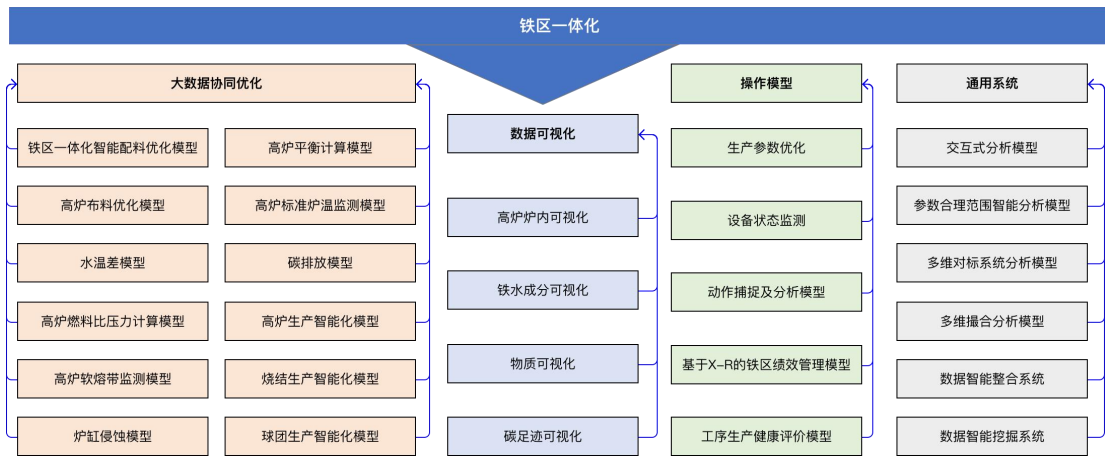 铁区一体化
大数据协同优化
铁区一体化智能配料优化模型
高炉平衡计算模型
高炉布料优化模型
高炉标准炉温监测模型
水温差模型
碳排放模型
高炉燃料比压力计算模型
高炉生产智能化模型
高炉软熔带监测模型
烧结生产智能化模型
炉缸侵蚀模型
球团生产智能化模型
数据可视化
高炉炉内可视化
铁水成分可视化
物质可视化
碳足迹可视化
操作模型
生产参数优化
设备状态监测
动作捕捉及分析模型
基于X-R的铁区绩效管理模型
工序生产健康评价模型
通用系统
交互式分析模型
参数合理范围智能分析模型
多维对标系统分析模型
多维撮合分析模型
数据智能整合系统
数据智能挖掘系统